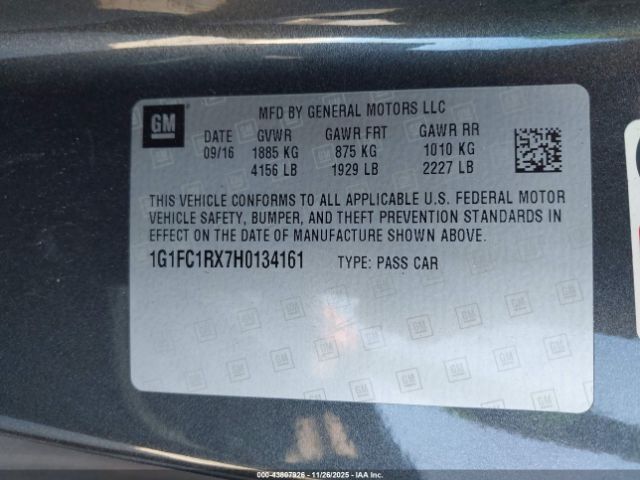 GM
MFD BY GENERAL MOTORS LLC
DATE GVWR GAWR FRT GAWR RR
09/16 1885 KG 875 KG 1010 KG
4156 LB 1929 LB 2227 LB
THIS VEHICLE CONFORMS TO ALL APPLICABLE U.S. FEDERAL MOTOR
VEHICLE SAFETY, BUMPER, AND THEFT PREVENTION STANDARDS IN
EFFECT ON THE DATE OF MANUFACTURE SHOWN ABOVE.
1G1FC1RX7H0134161 TYPE: PASS CAR
000-43807926 - 11/26/2025 - IAA Inc.